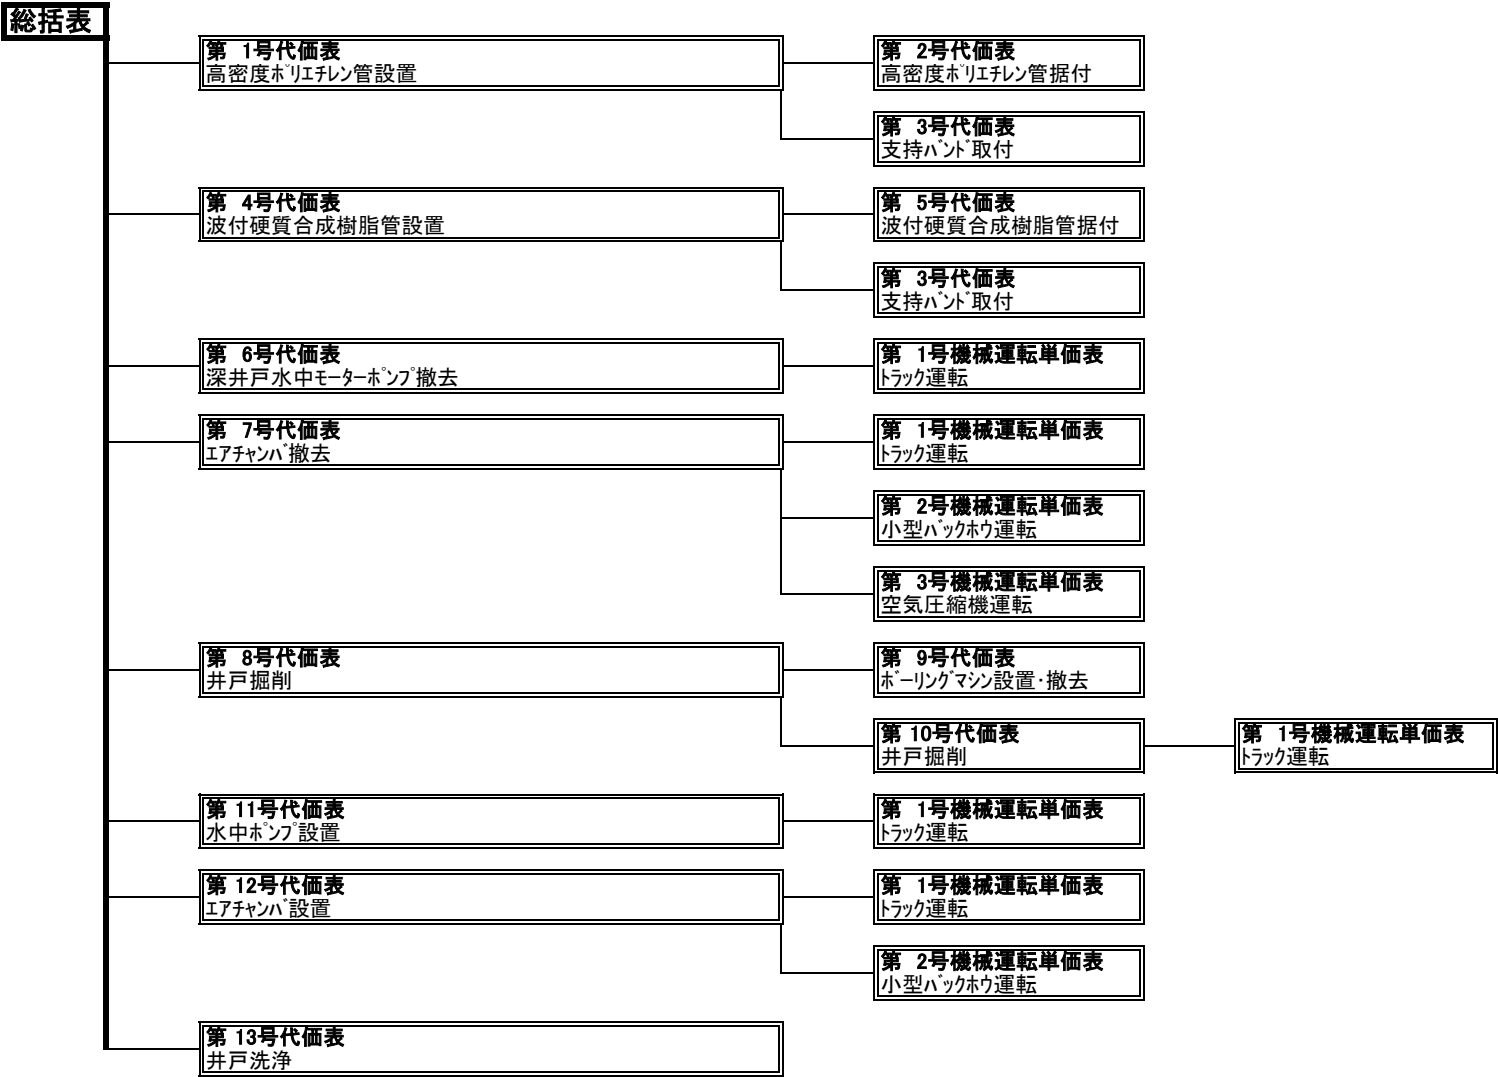 総括表
第 1号代価表
高密度ﾎﾟﾘｴﾁﾚﾝ管設置
第 2号代価表
高密度ﾎﾟﾘｴﾁﾚﾝ管据付
第 3号代価表
支持ﾊﾞﾝﾄﾞ取付
第 4号代価表
波付硬質合成樹脂管設置
第 5号代価表
波付硬質合成樹脂管据付
第 3号代価表
支持ﾊﾞﾝﾄﾞ取付
第 6号代価表
深井戸水中ﾓｰﾀｰﾎﾟﾝﾌﾟ撤去
第 1号機械運転単価表
ﾄﾗｯｸ運転
第 7号代価表
ｴｱﾁｬﾝﾊﾞ撤去
第 1号機械運転単価表
ﾄﾗｯｸ運転
第 2号機械運転単価表
小型ﾊﾞｯｸﾎｳ運転
第 3号機械運転単価表
空気圧縮機運転
第 8号代価表
井戸掘削
第 9号代価表
ﾎﾞｰﾘﾝｸﾞﾏｼﾝ設置･撤去
第 10号代価表
井戸掘削
第 1号機械運転単価表
ﾄﾗｯｸ運転
第 11号代価表
水中ﾎﾟﾝﾌﾟ設置
第 1号機械運転単価表
ﾄﾗｯｸ運転
第 12号代価表
ｴｱﾁｬﾝﾊﾞ設置
第 1号機械運転単価表
ﾄﾗｯｸ運転
第 2号機械運転単価表
小型ﾊﾞｯｸﾎｳ運転
第 13号代価表
井戸洗浄